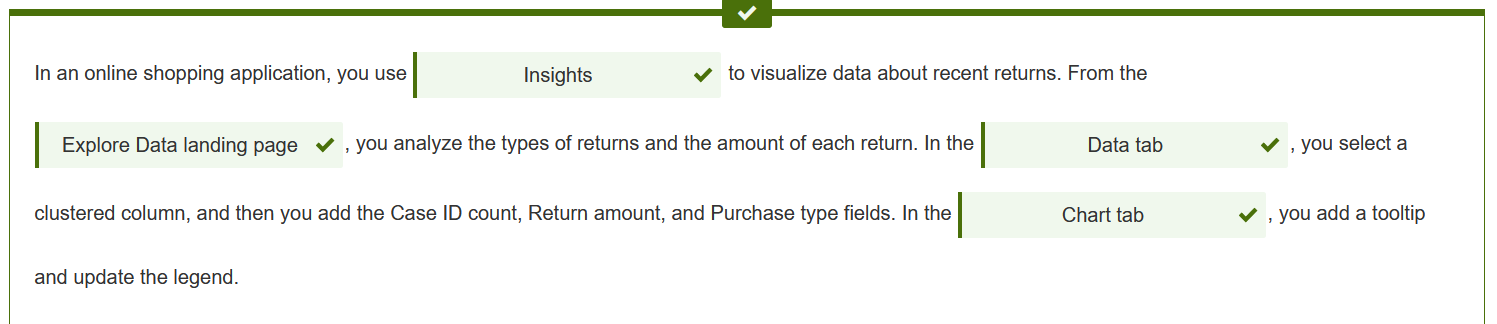 In an online shopping application, you use Insights to visualize data about recent returns. From the
Explore Data landing page , you analyze the types of returns and the amount of each return. In the Data tab , you select a
clustered column, and then you add the Case ID count, Return amount, and Purchase type fields. In the Chart tab , you add a tooltip
and update the legend.